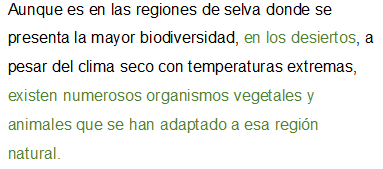 Aunque es en las regiones de selva donde se
presenta la mayor biodiversidad, en los desiertos, a
pesar del clima seco con temperaturas extremas,
existen numerosos organismos vegetales y
animales que se han adaptado a esa región
natural.